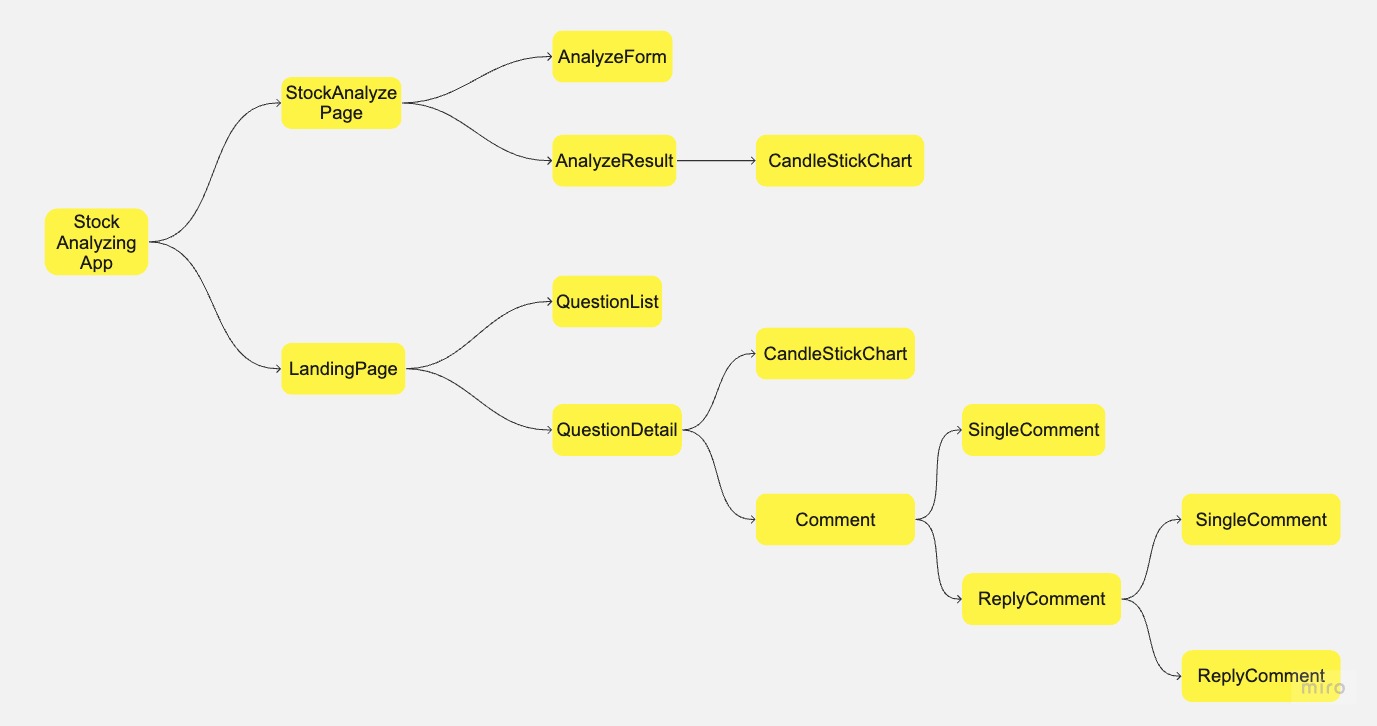 AnalyzeForm
StockAnalyze
Page
AnalyzeResult
CandleStickChart
Stock
Analyzing
App
QuestionList
LandingPage
CandleStickChart
QuestionDetail
SingleComment
Comment
SingleComment
ReplyComment
ReplyComment
miro